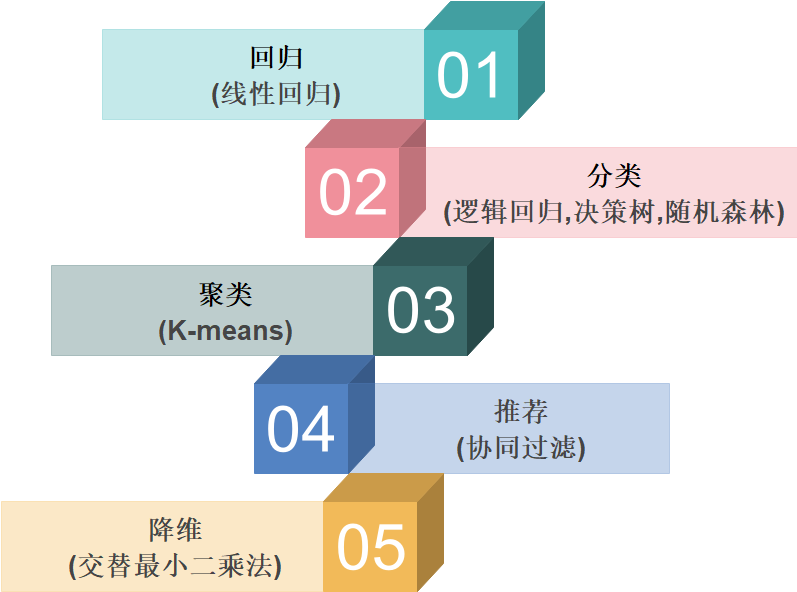 回归
(线性回归)
01
02
分类
(逻辑回归,决策树,随机森林)
聚类
(K-means)
03
04
推荐
(协同过滤)
降维
(交替最小二乘法)
05